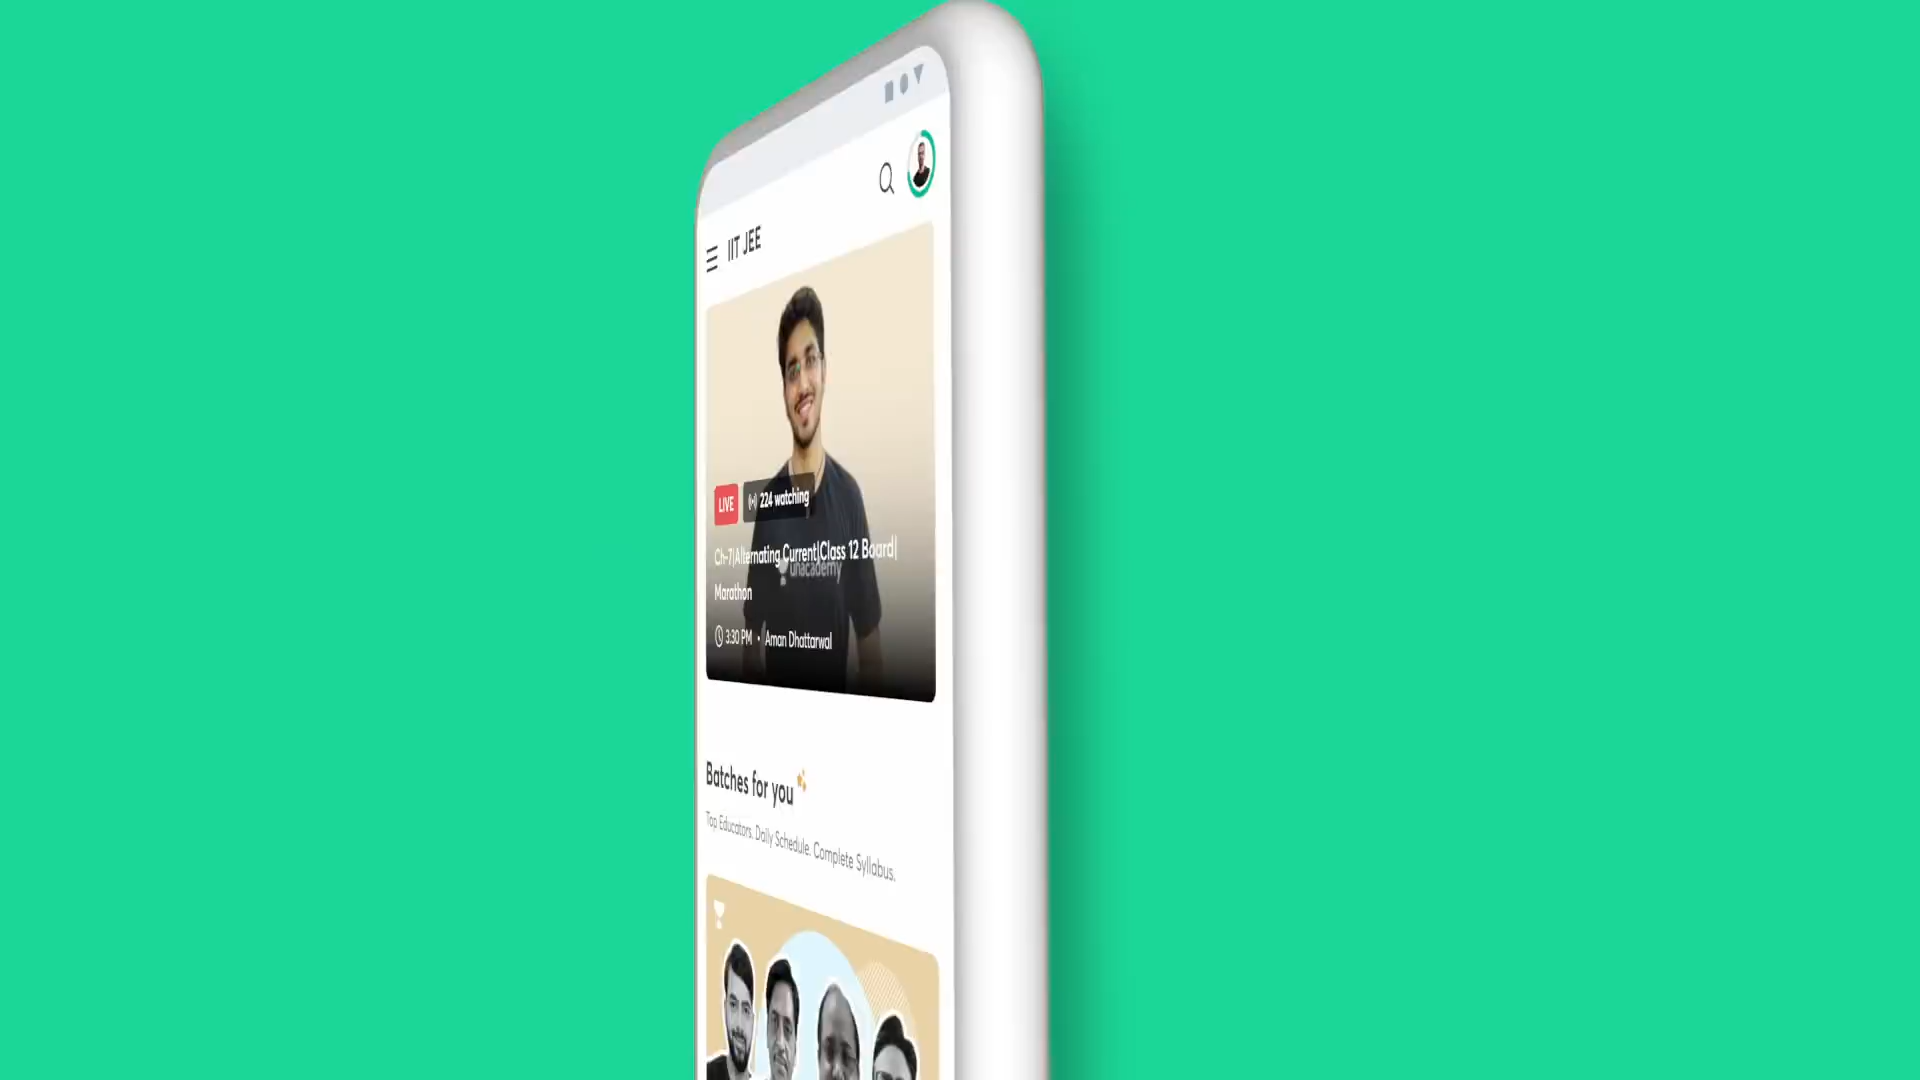 IIT JEE
LIVE 224 watching
Ch-7|Alternating Current|Class 12 Board|
unacademy
Marathon
3:30 PM • Aman Dhattarwal
Batches for you
Top Educators. Daily Schedule. Complete Syllabus.